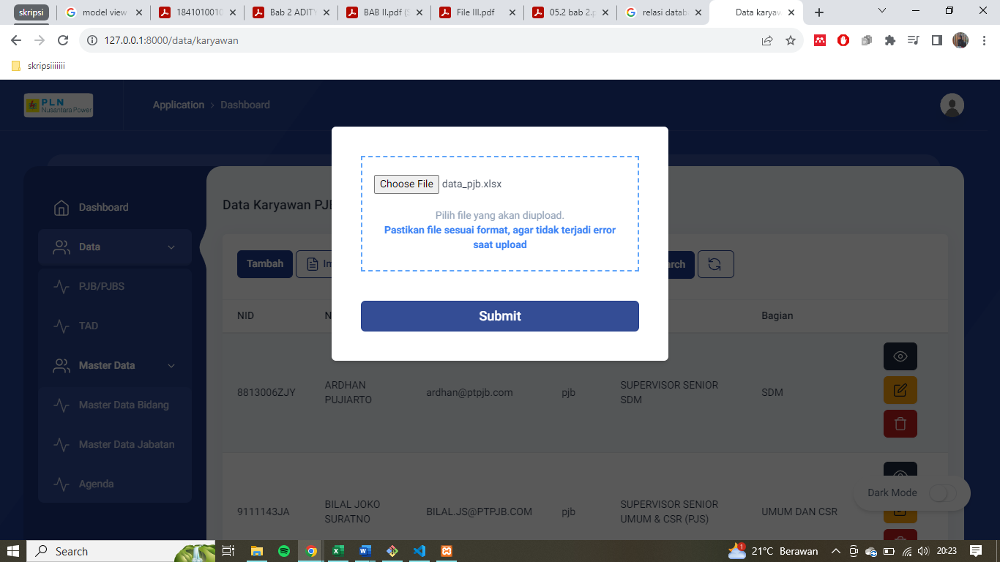 skripsi
model view
1841010010
Bab 2 ADITY
BAB II.pdf (S
File III.pdf
05.2 bab 2.p
relasi datab
Data karyaw
127.0.0.1:8000/data/karyawan
skripsiiiiiii
PLN
Nusantara Power
Application > Dashboard
Choose File data_pjb.xlsx
Pilih file yang akan diupload.
Pastikan file sesuai format, agar tidak terjadi error
saat upload
Submit
Dashboard
Data
PJB/PJBS
TAD
Master Data
Master Data Bidang
Master Data Jabatan
Agenda
Data Karyawan PJB
Tambah
Im
rch
NID
N
Bagian
8813006ZJY
ARDHAN
PUJIARTO
ardhan@ptpjb.com
pjb
SUPERVISOR SENIOR
SDM
SDM
9111143JA
BILAL JOKO
SURATNO
BILAL.JS@PTPJB.COM
pjb
SUPERVISOR SENIOR
UMUM & CSR (PJS)
UMUM DAN CSR
Dark Mode
Search
1
21°C Berawan
20:23